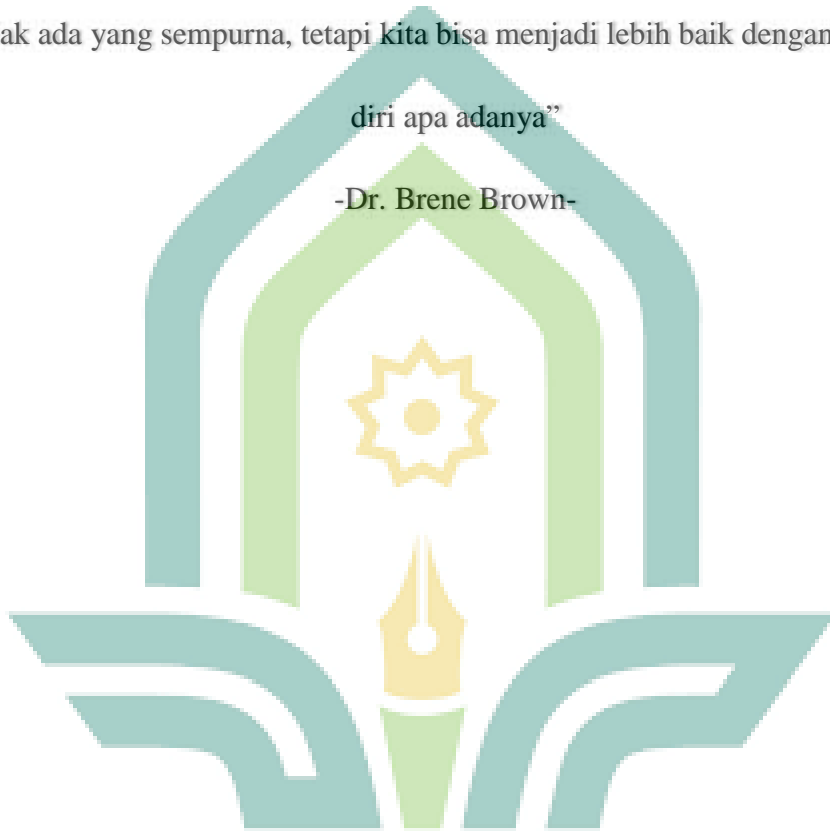 ak ada yang sempurna, tetapi kita bisa menjadi lebih baik dengan
diri apa adanya”
-Dr. Brene Brown-